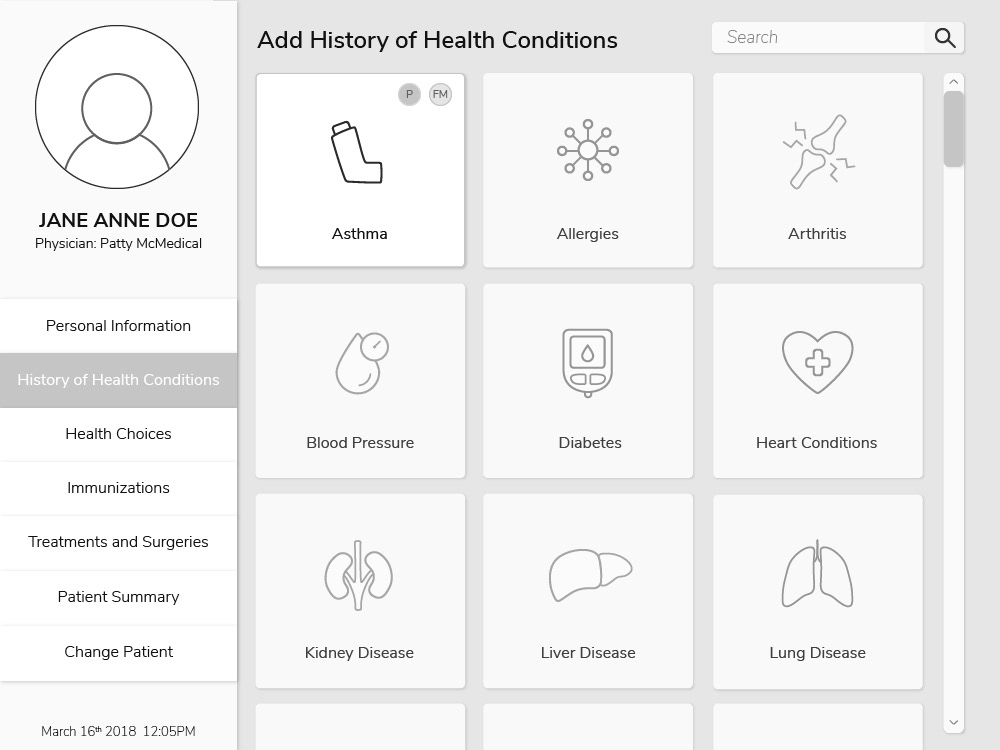 JANE ANNE DOE
Physician: Patty McMedical
Personal Information
History of Health Conditions
Health Choices
Immunizations
Treatments and Surgeries
Patient Summary
Change Patient
March 16th 2018 12:05PM
Add History of Health Conditions
Search
P FM
Asthma
Allergies
Arthritis
Blood Pressure
Diabetes
Heart Conditions
Kidney Disease
Liver Disease
Lung Disease